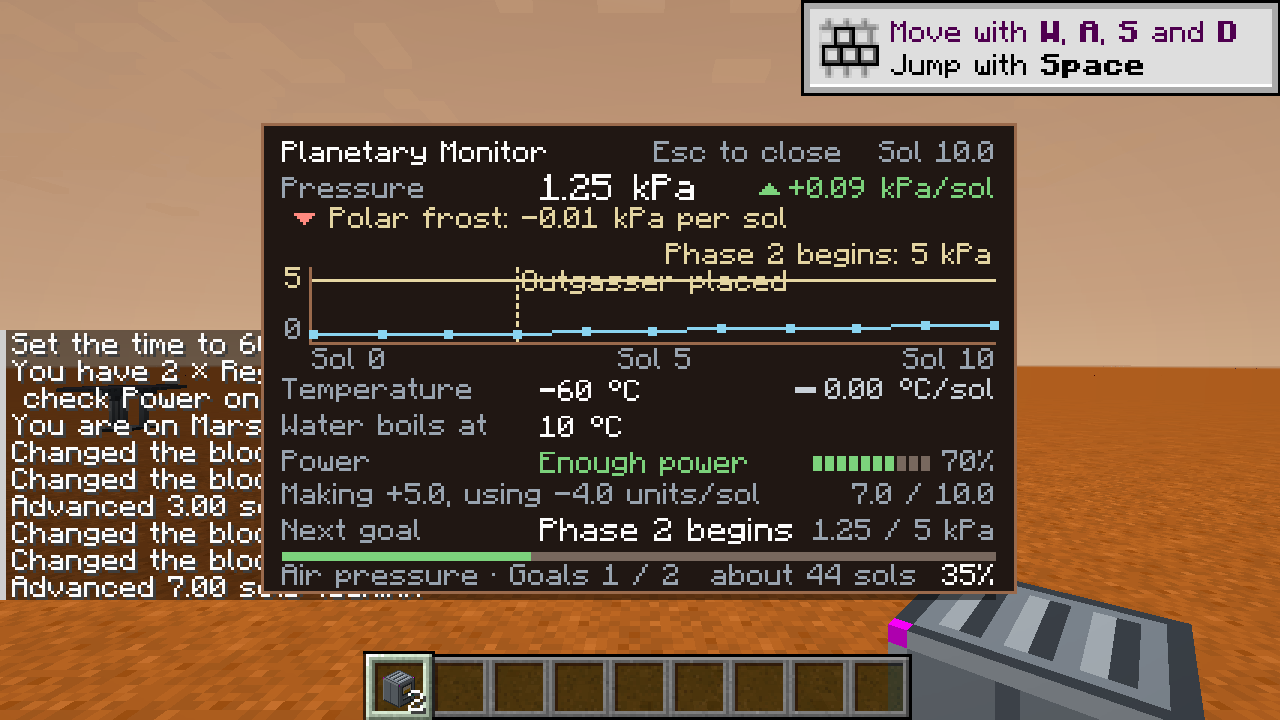 Move with W, A, S and D
Jump with Space
Planetary Monitor Esc to close Sol 10.0
Pressure 1.25 kPa +0.09 kPa/sol
Polar frost: −0.01 kPa per sol
Phase 2 begins: 5 kPa
5 Outgasser placed
0
Sol 0 Sol 5 Sol 10
Temperature −60 °C 0.00 °C/sol
Water boils at 10 °C
Power Enough power 70%
Making +5.0, using −4.0 units/sol 7.0 / 10.0
Next goal Phase 2 begins 1.25 / 5 kPa
Air pressure · Goals 1 / 2 about 44 sols 35%
Set the time to
You have 2 ×
check Power on
You are on Mars
Changed the
Changed the
Advanced 3.00
Changed the
Changed the
Advanced 7.00
2